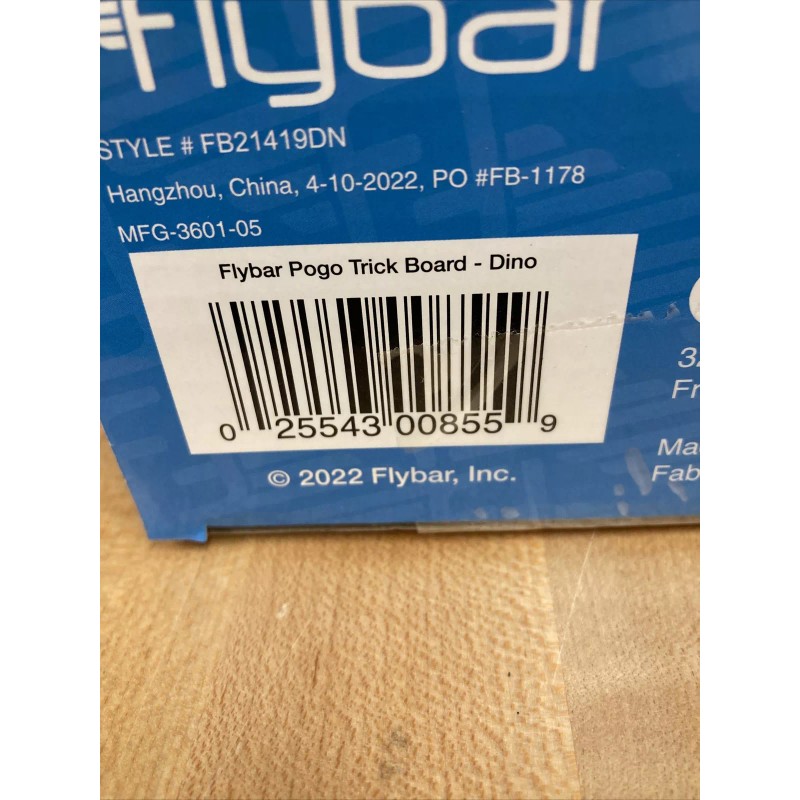 flybar
STYLE # FB21419DN
Hangzhou, China, 4-10-2022, PO #FB-1178
MFG-3601-05
Flybar Pogo Trick Board - Dino
0 25543 00855 9
© 2022 Flybar, Inc.